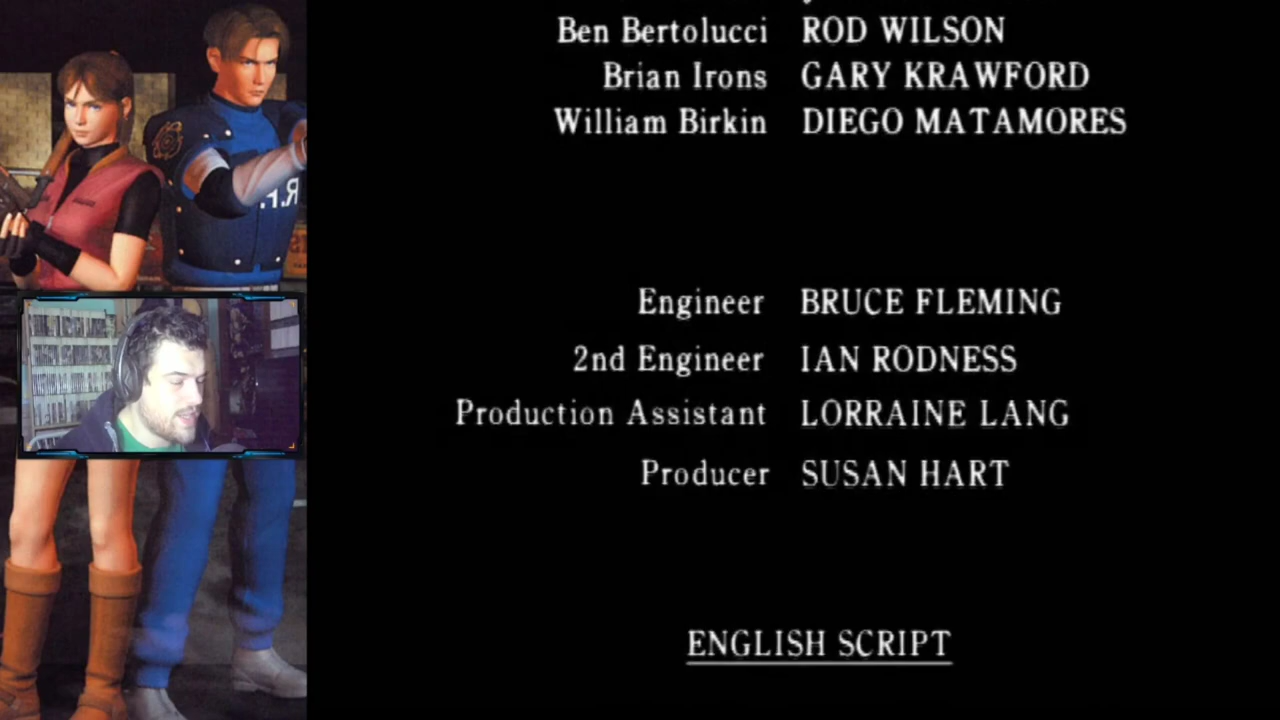 Ben Bertolucci ROD WILSON
Brian Irons GARY KRAWFORD
William Birkin DIEGO MATAMORES
Engineer BRUCE FLEMING
2nd Engineer IAN RODNESS
Production Assistant LORRAINE LANG
Producer SUSAN HART
ENGLISH SCRIPT